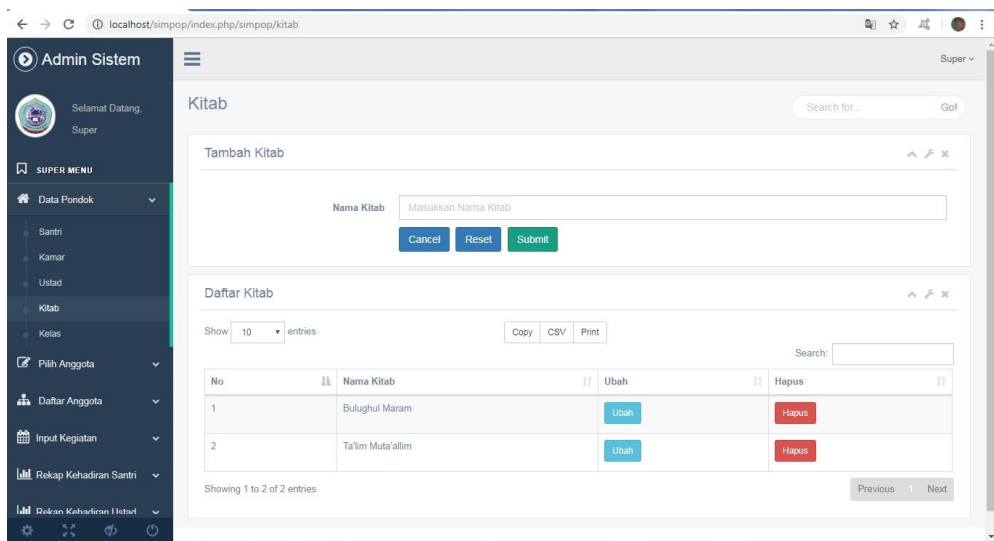 localhost/simpop/index.php/simpop/kitab
Admin Sistem
Super
Selamat Datang,
Super
SUPER MENU
Data Pondok
Santri
Kamar
Ustad
Kitab
Kelas
Pilih Anggota
Daftar Anggota
Input Kegiatan
Rekap Kehadiran Santri
Rekap Kehadiran Ustad
Kitab
Search for...
Go!
Tambah Kitab
Nama Kitab
Masukkan Nama Kitab
Cancel Reset Submit
Daftar Kitab
Show 10 entries
Copy CSV Print
Search:
No Nama Kitab Ubah Hapus
1 Bulughul Maram Ubah Hapus
2 Ta'lim Muta'allim Ubah Hapus
Showing 1 to 2 of 2 entries
Previous 1 Next